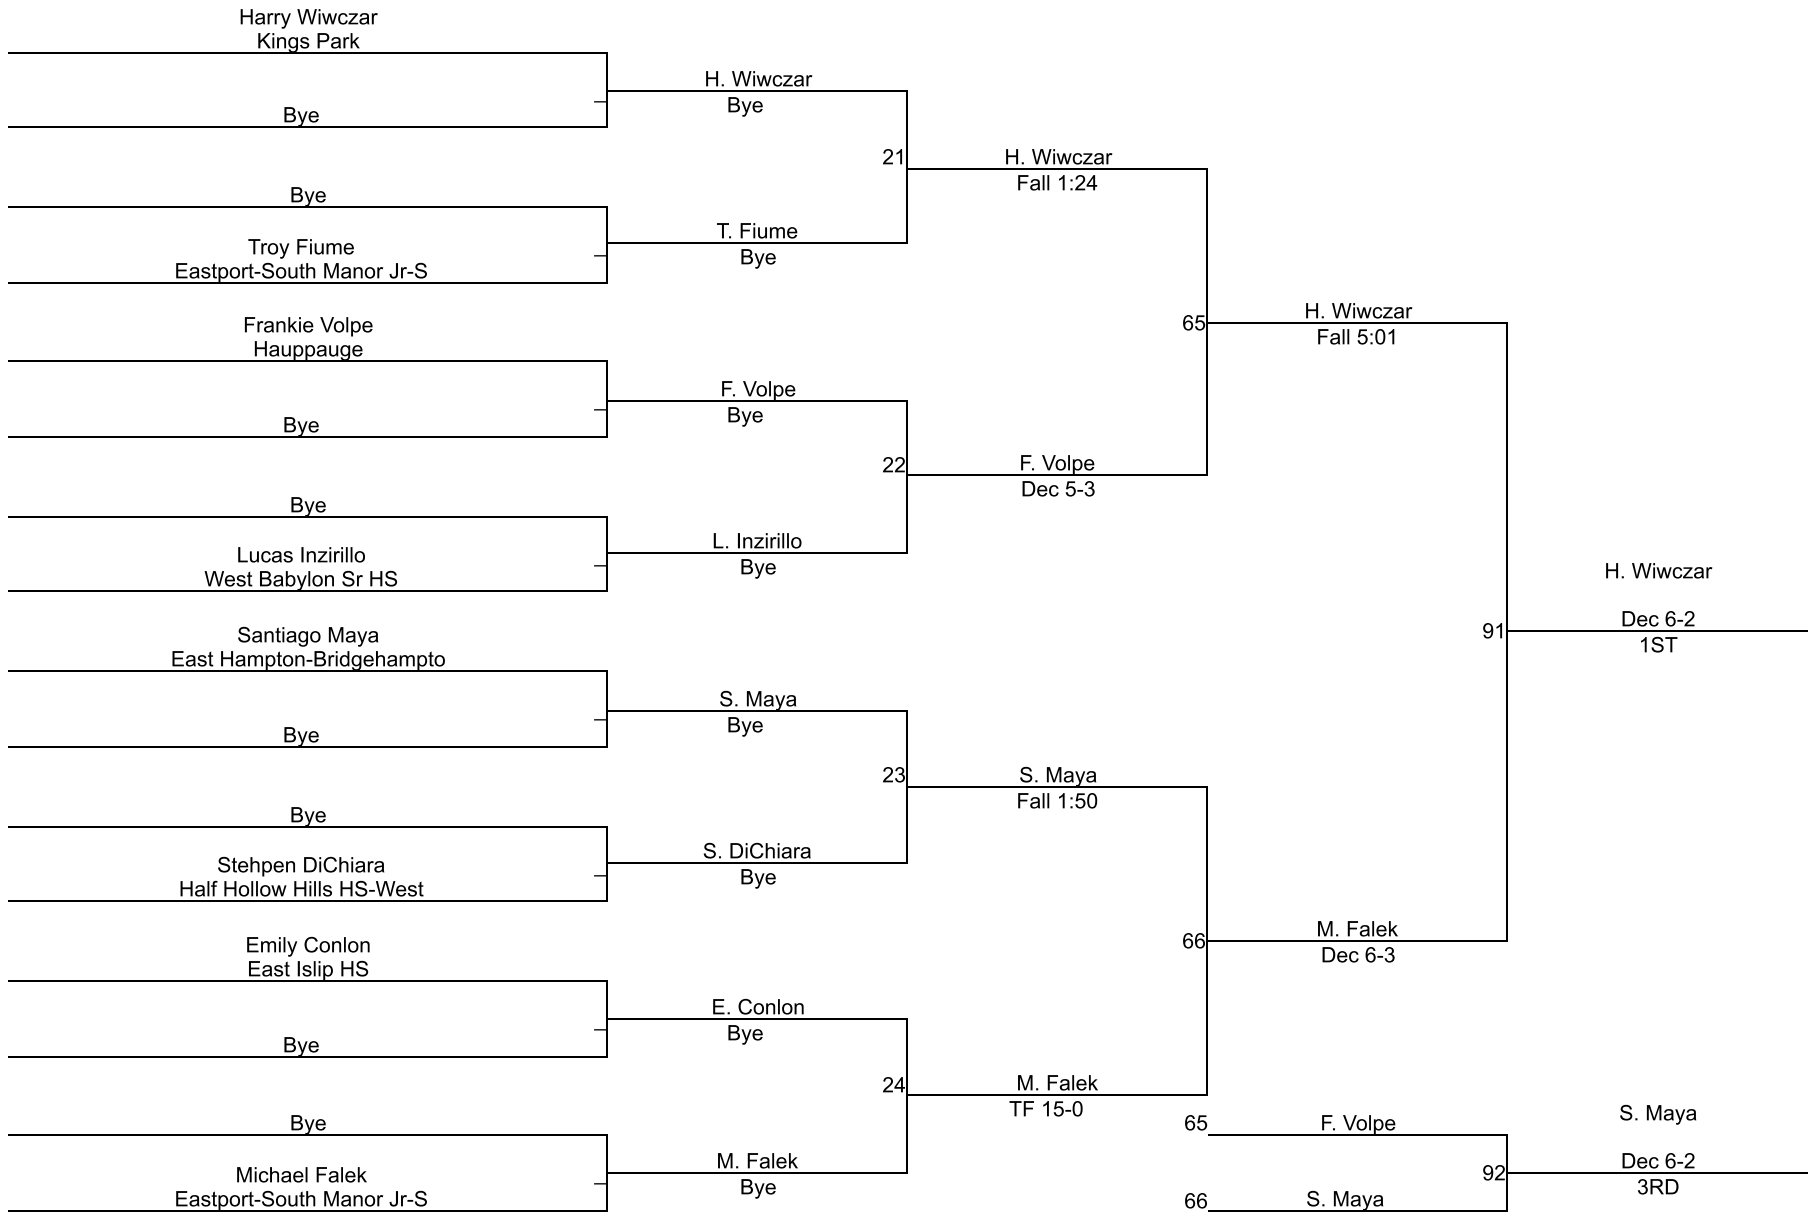 Harry Wiwczar
Kings Park
Bye
H. Wiwczar
Bye
21
Bye
Troy Fiume
Eastport-South Manor Jr-S
T. Fiume
Bye
H. Wiwczar
Fall 1:24
65
Frankie Volpe
Hauppauge
Bye
F. Volpe
Bye
22
Bye
Lucas Inzirillo
West Babylon Sr HS
L. Inzirillo
Bye
F. Volpe
Dec 5-3
H. Wiwczar
Fall 5:01
91
H. Wiwczar
Dec 6-2
1ST
Santiago Maya
East Hampton-Bridgehampto
Bye
S. Maya
Bye
23
Bye
Stehpen DiChiara
Half Hollow Hills HS-West
S. DiChiara
Bye
S. Maya
Fall 1:50
66
Emily Conlon
East Islip HS
Bye
E. Conlon
Bye
24
Bye
Michael Falek
Eastport-South Manor Jr-S
M. Falek
Bye
M. Falek
TF 15-0
M. Falek
Dec 6-3
65
F. Volpe
66
S. Maya
92
S. Maya
Dec 6-2
3RD